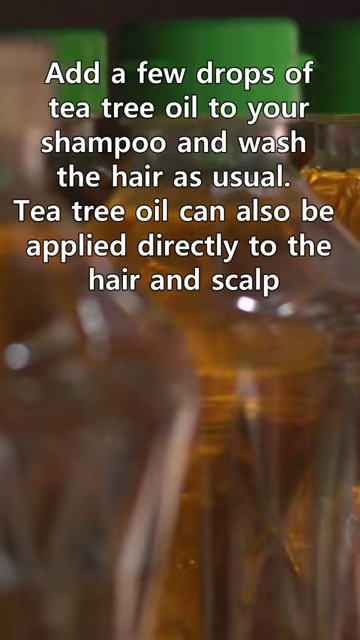 Add a few drops of
tea tree oil to your
shampoo and wash
the hair as usual.
Tea tree oil can also be
applied directly to the
hair and scalp